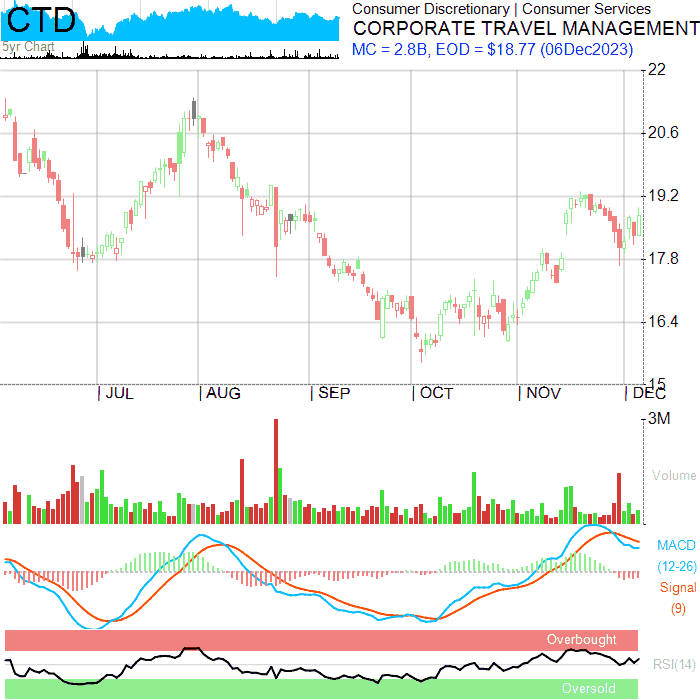 CTD
5yr Chart
Consumer Discretionary | Consumer Services
CORPORATE TRAVEL MANAGEMENT
MC = 2.8B, EOD = $18.77 (06Dec2023)
22
20.6
19.2
17.8
16.4
15
JUL AUG SEP OCT NOV DEC
3M
Volume
MACD
(12-26)
Signal
(9)
Overbought
RSI(14)
Oversold